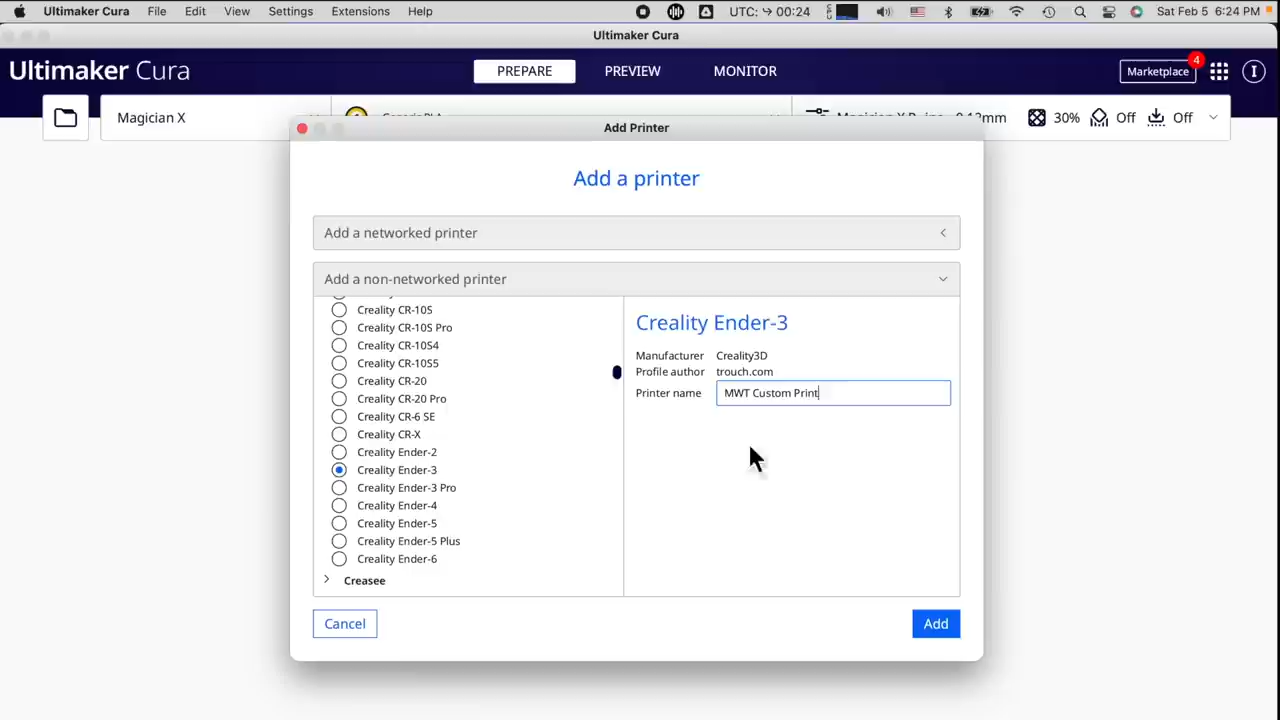 Ultimaker Cura File Edit View Settings Extensions Help UTC: ↪ 00:24 Sat Feb 5 6:24 PM
Ultimaker Cura
Ultimaker Cura PREPARE PREVIEW MONITOR Marketplace 4 I
Magician X 30% Off Off
Add Printer
Add a printer
Add a networked printer
Add a non-networked printer
Creality CR-10S
Creality CR-10S Pro
Creality CR-10S4
Creality CR-10S5
Creality CR-20
Creality CR-20 Pro
Creality CR-6 SE
Creality CR-X
Creality Ender-2
Creality Ender-3
Creality Ender-3 Pro
Creality Ender-4
Creality Ender-5
Creality Ender-5 Plus
Creality Ender-6
Creasee
Creality Ender-3
Manufacturer Creality3D
Profile author trouch.com
Printer name MWT Custom Print
Cancel Add